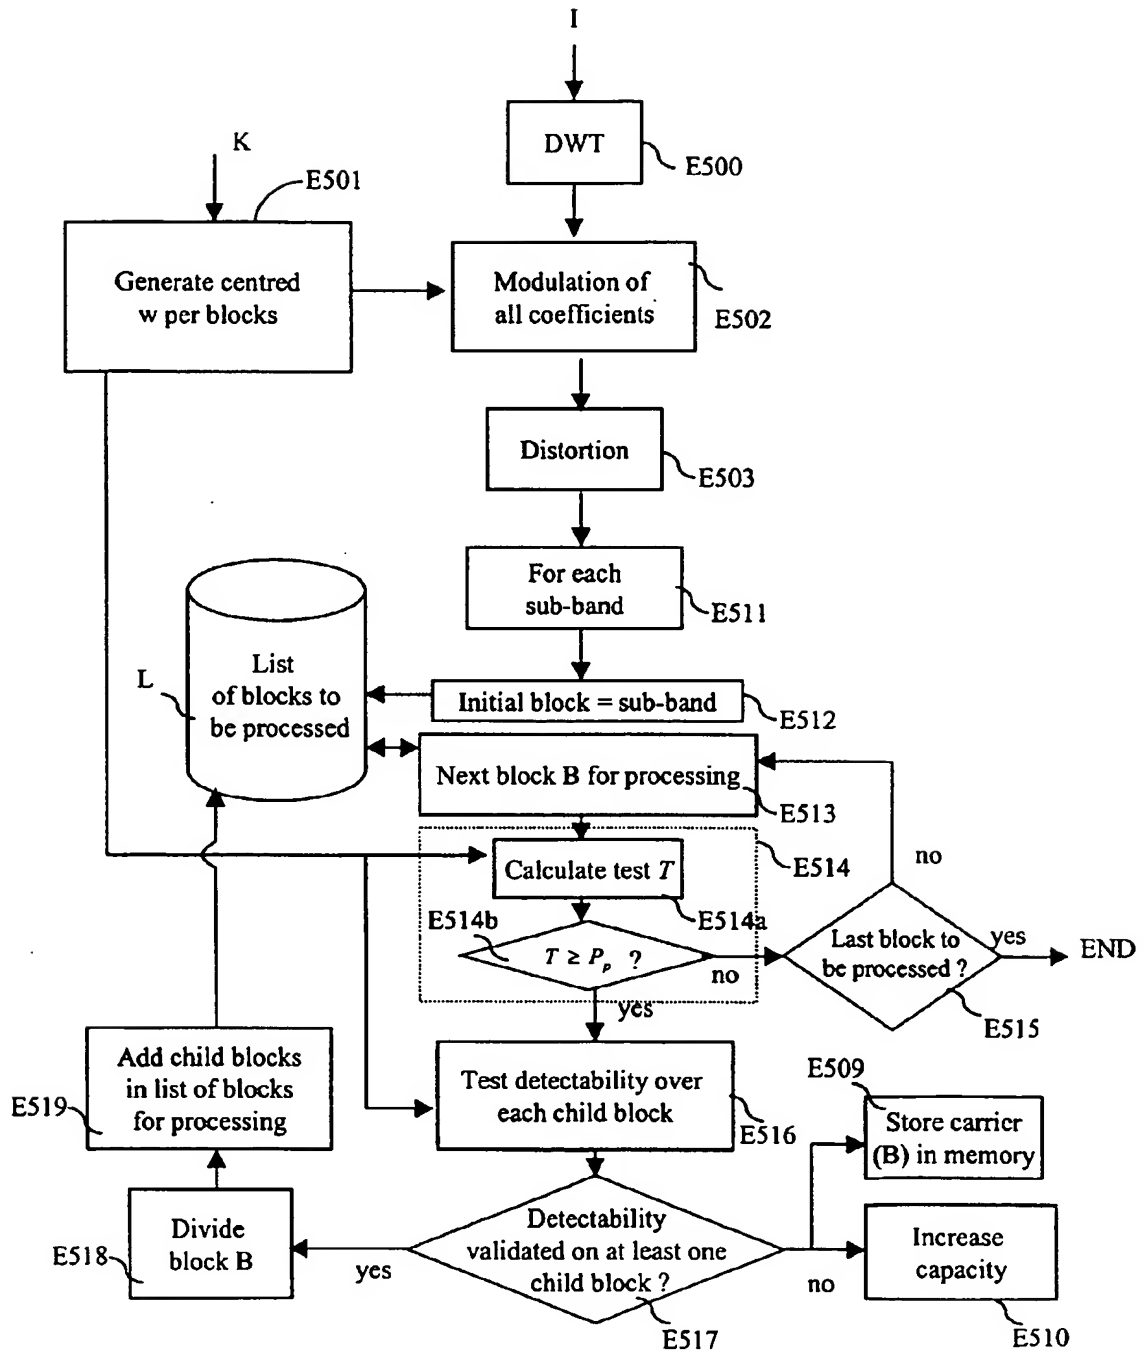 I
DWT
E500
K
E501
Generate centred
w per blocks
Modulation of
all coefficients
E502
Distortion
E503
For each
sub-band
E511
List
of blocks to
be processed
L
Initial block = sub-band
E512
Next block B for processing
E513
E514
Calculate test T
E514a
E514b
T ≥ Pp ?
no
yes
no
Last block to
be processed ?
yes
END
E515
Add child blocks
in list of blocks
for processing
E519
Test detectability over
each child block
E516
E509
Store carrier
(B) in memory
Divide
block B
E518
yes
Detectability
validated on at least one
child block ?
E517
no
Increase
capacity
E510